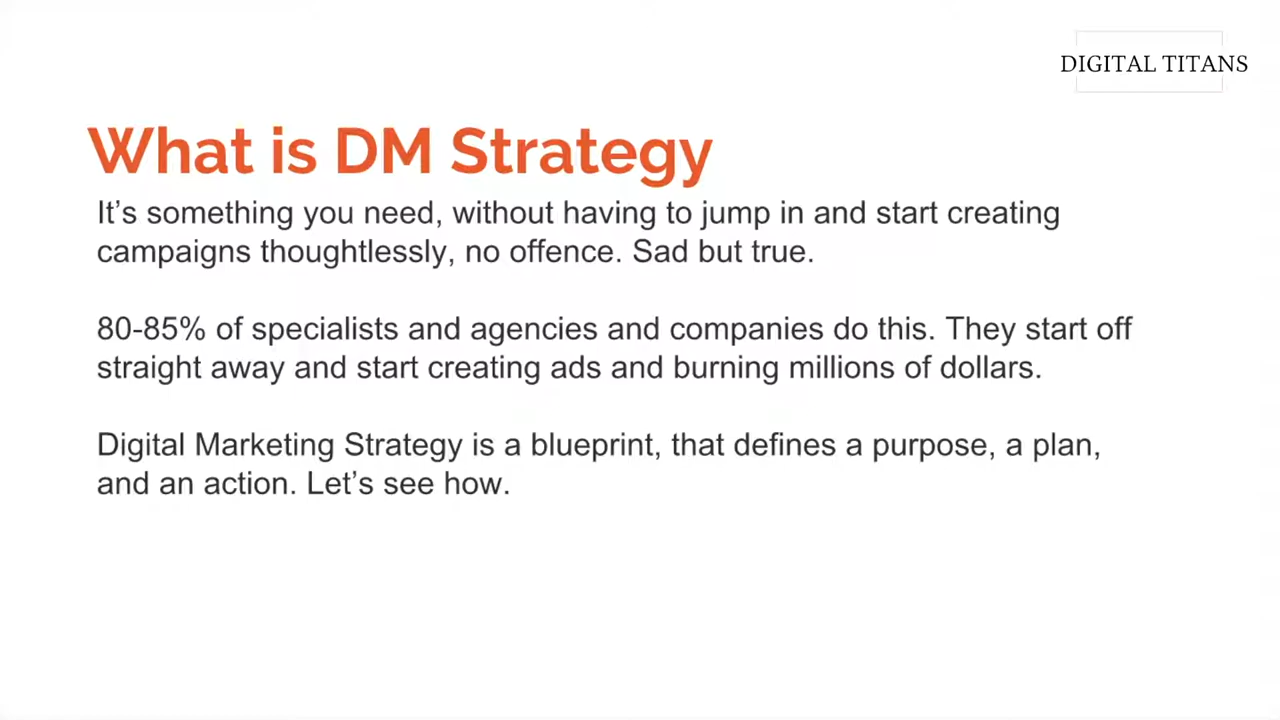 DIGITAL TITANS
What is DM Strategy
It’s something you need, without having to jump in and start creating
campaigns thoughtlessly, no offence. Sad but true.
80-85% of specialists and agencies and companies do this. They start off
straight away and start creating ads and burning millions of dollars.
Digital Marketing Strategy is a blueprint, that defines a purpose, a plan,
and an action. Let’s see how.